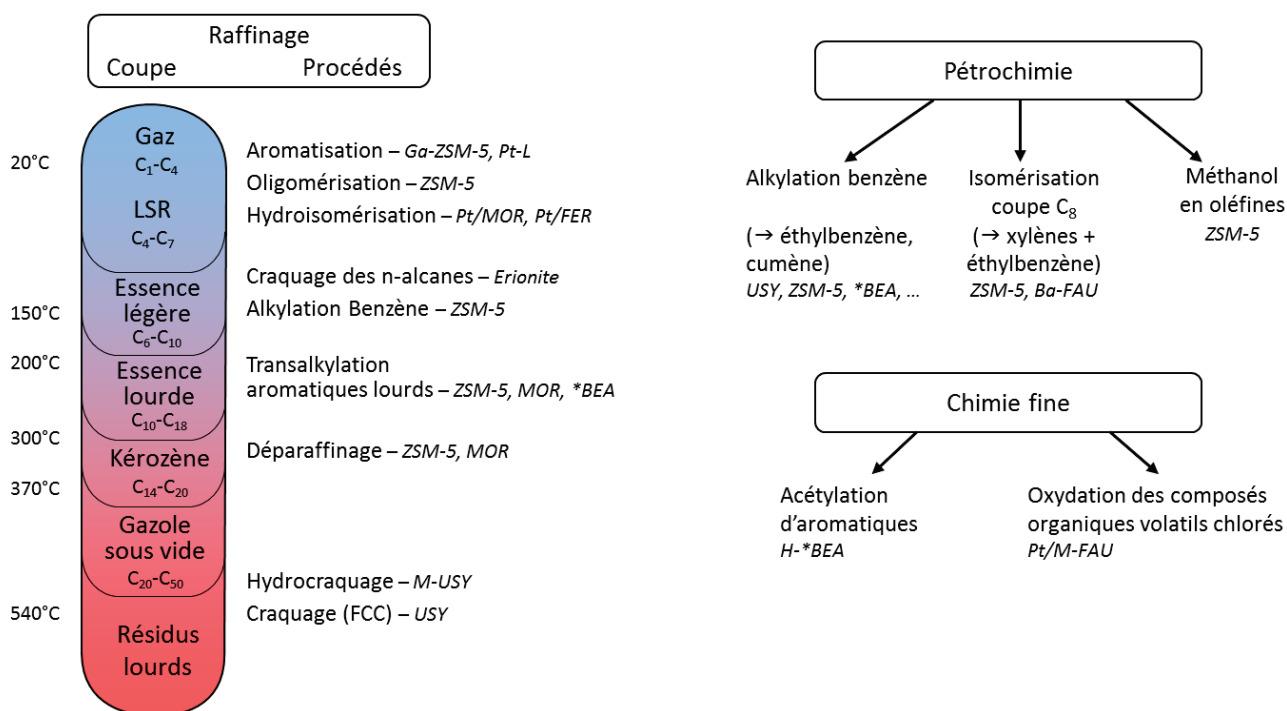 Raffinage
Coupe Procédés
Gaz
C₁-C₄
20°C
LSR
C₄-C₇
Essence
légère
C₆-C₁₀
150°C
200°C
Essence
lourde
C₁₀-C₁₈
300°C
Kérozène
C₁₄-C₂₀
370°C
Gazole
sous vide
C₂₀-C₅₀
540°C
Résidus
lourds
Aromatisation – Ga-ZSM-5, Pt-L
Oligomérisation – ZSM-5
Hydroisomérisation – Pt/MOR, Pt/FER
Craquage des n-alcanes – Erionite
Alkylation Benzène – ZSM-5
Transalkylation
aromatiques lourds – ZSM-5, MOR, *BEA
Déparaffinage – ZSM-5, MOR
Hydrocraquage – M-USY
Craquage (FCC) – USY
Pétrochimie
Alkylation benzène
(→ éthylbenzène,
cumène)
USY, ZSM-5, *BEA, ...
Isomérisation
coupe C₈
(→ xylènes +
éthylbenzène)
ZSM-5, Ba-FAU
Méthanol
en oléfines
ZSM-5
Chimie fine
Acétylation
d’aromatiques
H-*BEA
Oxydation des composés
organiques volatils chlorés
Pt/M-FAU